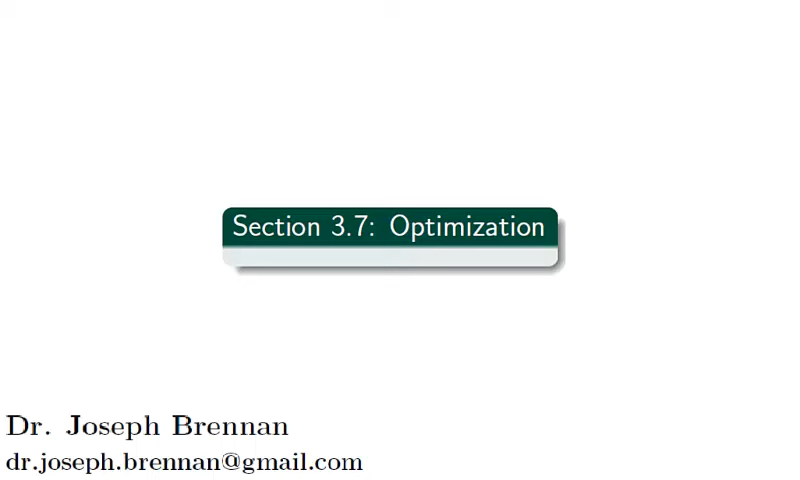 Section 3.7: Optimization
Dr. Joseph Brennan
dr.joseph.brennan@gmail.com